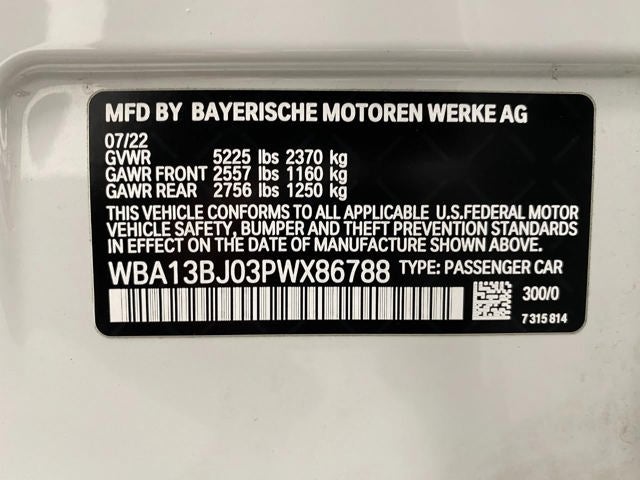 MFD BY BAYERISCHE MOTOREN WERKE AG
07/22
GVWR 5225 lbs 2370 kg
GAWR FRONT 2557 lbs 1160 kg
GAWR REAR 2756 lbs 1250 kg
THIS VEHICLE CONFORMS TO ALL APPLICABLE U.S.FEDERAL MOTOR
VEHICLE SAFETY, BUMPER AND THEFT PREVENTION STANDARDS
IN EFFECT ON THE DATE OF MANUFACTURE SHOWN ABOVE.
WBA13BJ03PWX86788 TYPE: PASSENGER CAR
300/0
7 315 814